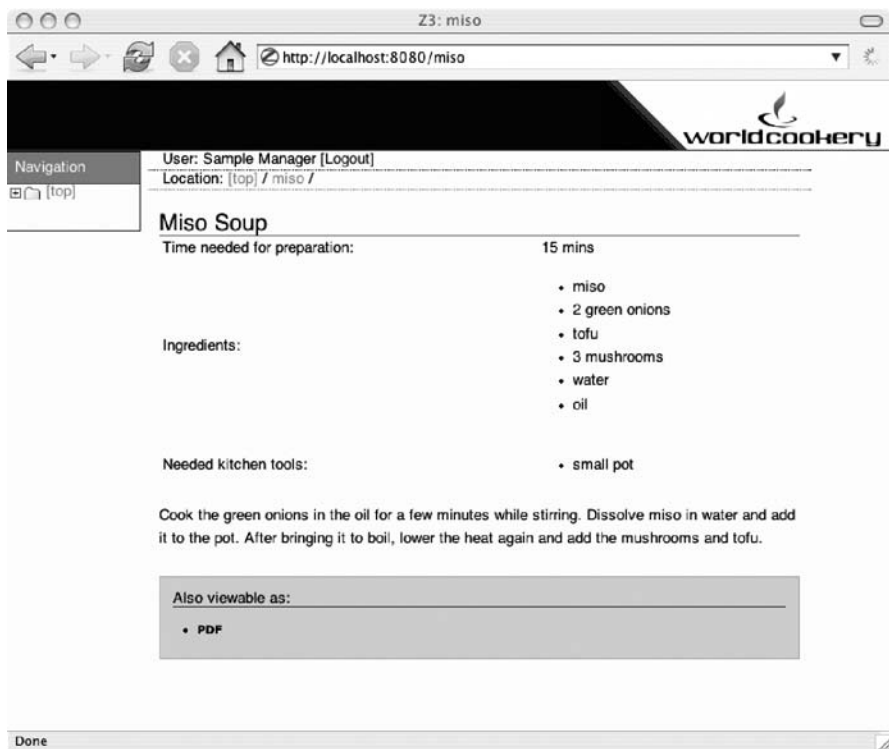 Z3: miso
http://localhost:8080/miso
worldcookery
Navigation
[top]
User: Sample Manager [Logout]
Location: [top] / miso /
Miso Soup
Time needed for preparation: 15 mins
Ingredients:
• miso
• 2 green onions
• tofu
• 3 mushrooms
• water
• oil
Needed kitchen tools:
• small pot
Cook the green onions in the oil for a few minutes while stirring. Dissolve miso in water and add
it to the pot. After bringing it to boil, lower the heat again and add the mushrooms and tofu.
Also viewable as:
• PDF
Done